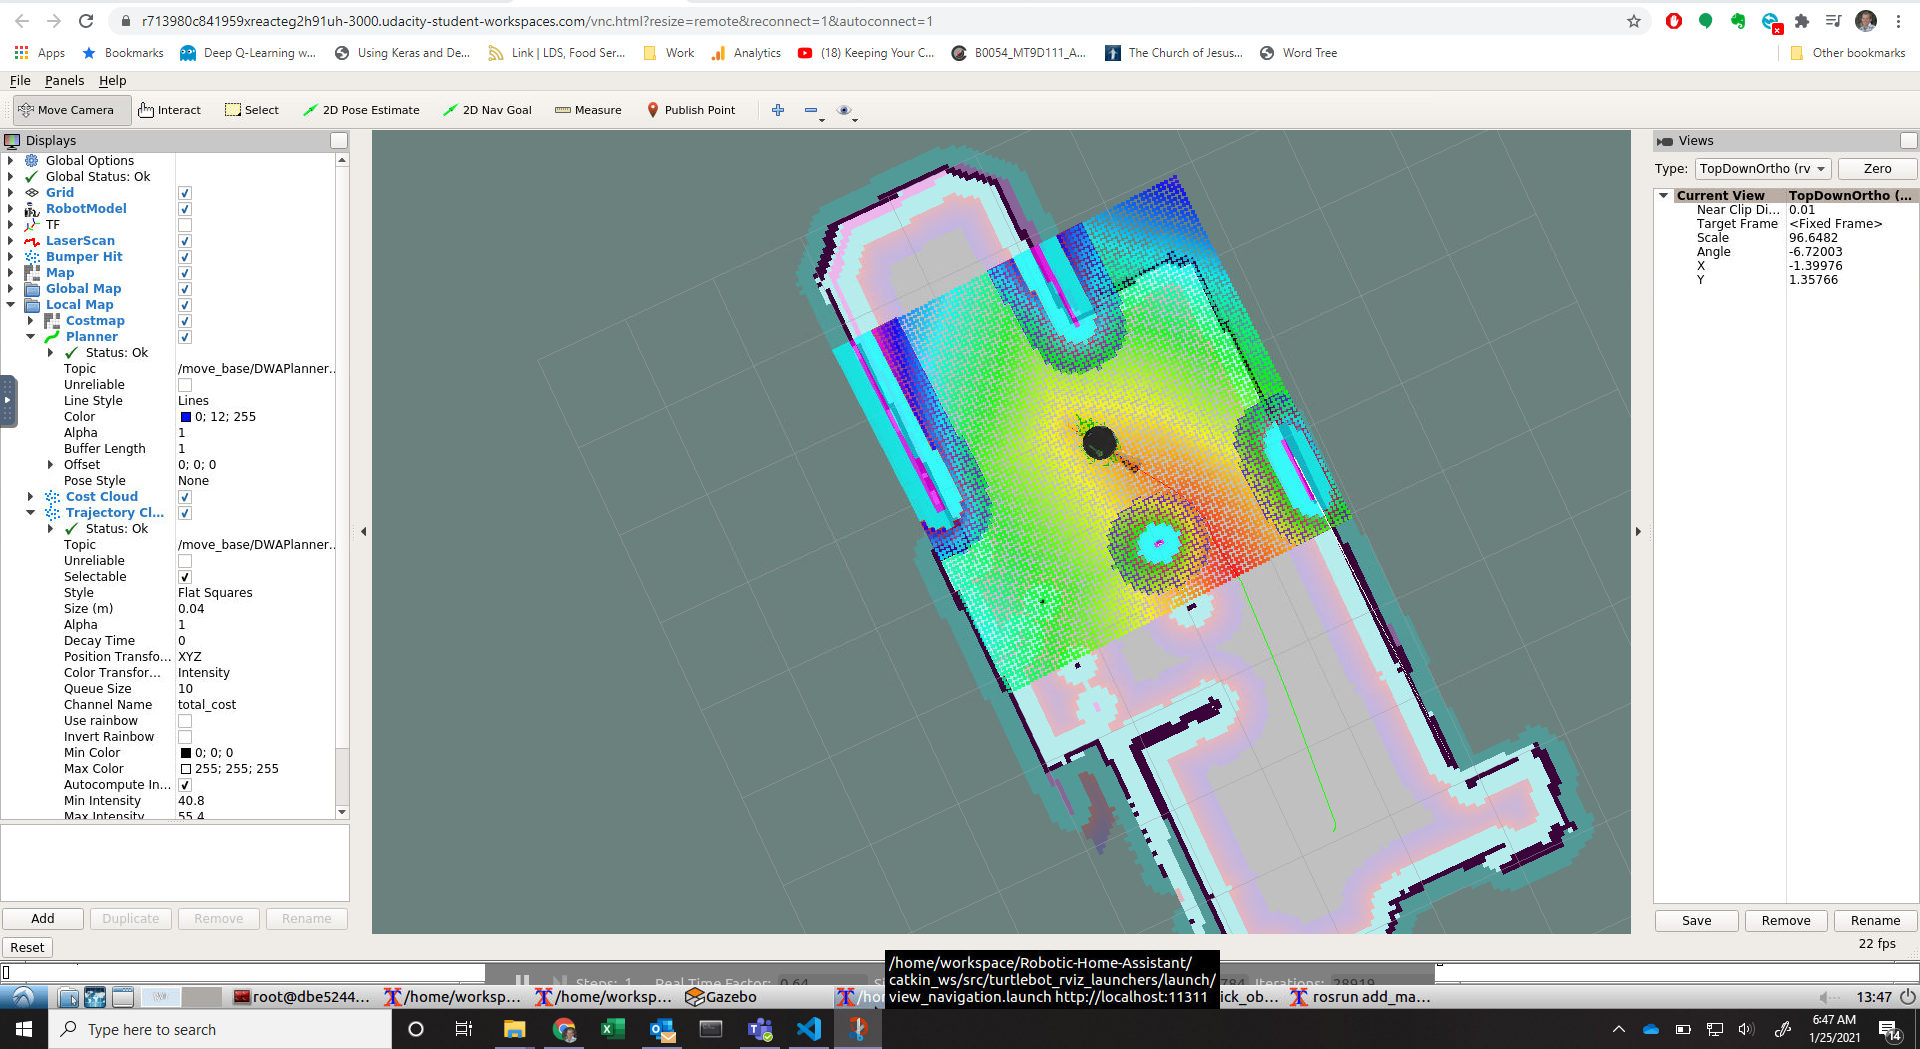 r713980c841959xreacteg2h91uh-3000.udacity-student-workspaces.com/vnc.html?resize=remote&reconnect=1&autoconnect=1
Apps Bookmarks Deep Q-Learning w... Using Keras and De... Link | LDS, Food Ser... Work Analytics (18) Keeping Your C... B0054_MT9D111_A... The Church of Jesus... Word Tree Other bookmarks
File Panels Help
Move Camera Interact Select 2D Pose Estimate 2D Nav Goal Measure Publish Point
Displays
Global Options
Global Status: Ok
Grid
RobotModel
TF
LaserScan
Bumper Hit
Map
Global Map
Local Map
Costmap
Planner
Status: Ok
Topic /move_base/DWAPlanner...
Unreliable
Line Style Lines
Color 0; 12; 255
Alpha 1
Buffer Length 1
Offset 0; 0; 0
Pose Style None
Cost Cloud
Trajectory Cl...
Status: Ok
Topic /move_base/DWAPlanner...
Unreliable
Selectable
Style Flat Squares
Size (m) 0.04
Alpha 1
Decay Time 0
Position Transfo... XYZ
Color Transfor... Intensity
Queue Size 10
Channel Name total_cost
Use rainbow
Invert Rainbow
Min Color 0; 0; 0
Max Color 255; 255; 255
Autocompute In...
Min Intensity 40.8
Max Intensity 55.4
Add Duplicate Remove Rename
Reset
Views
Type: TopDownOrtho (rv Zero
Current View TopDownOrtho (...
Near Clip Di... 0.01
Target Frame <Fixed Frame>
Scale 96.6482
Angle -6.72003
X -1.39976
Y 1.35766
Save Remove Rename
22 fps
Steps: 1 Real Time Factor: 0.64 784 Iterations: 28919
/home/workspace/Robotic-Home-Assistant/
catkin_ws/src/turtlebot_rviz_launchers/launch/
view_navigation.launch http://localhost:11311
root@dbe5244... /home/worksp... /home/worksp... Gazebo /ho ick_ob... rosrun add_ma... 13:47
Type here to search
6:47 AM
1/25/2021
14